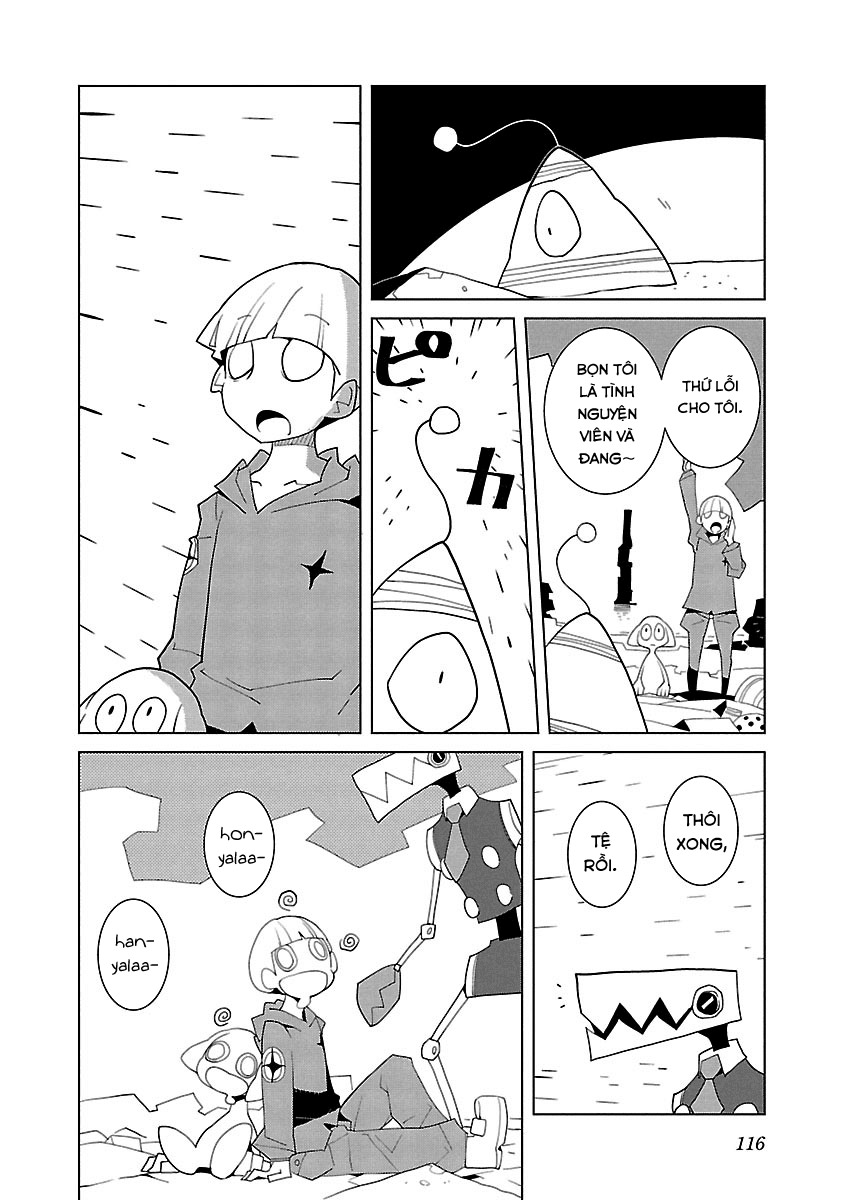 THỨ LỖI
CHO TÔI.
BỌN TÔI
LÀ TÌNH
NGUYỆN
VIÊN VÀ
ĐANG~
ピカ
THÔI
XONG,
TỆ
RỒI.
hon-
yalaa-
han-
yalaa-
116